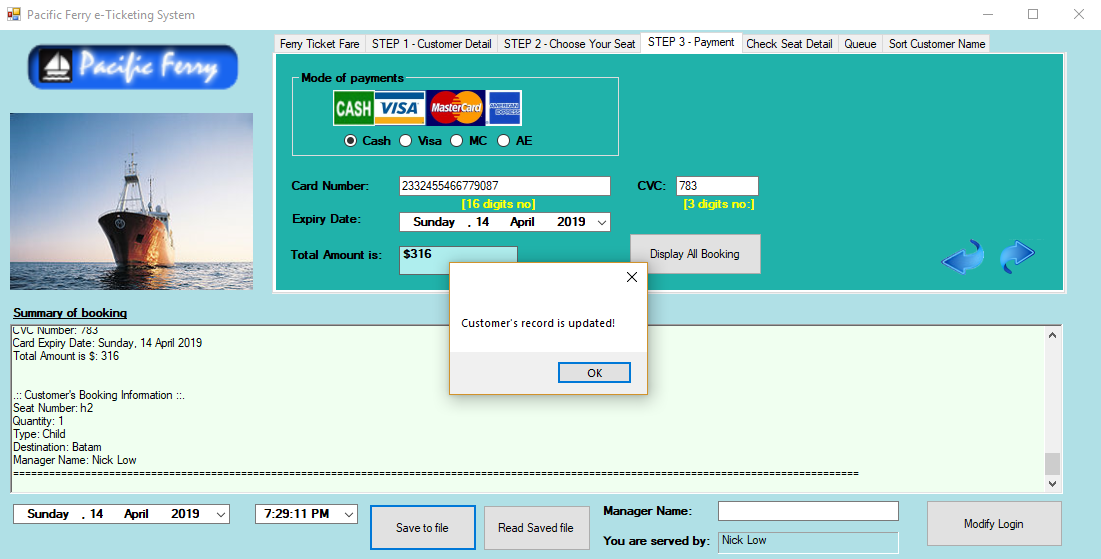 Pacific Ferry e-Ticketing System
Pacific Ferry
Ferry Ticket Fare STEP 1 - Customer Detail STEP 2 - Choose Your Seat STEP 3 - Payment Check Seat Detail Queue Sort Customer Name
Mode of payments
CASH VISA MasterCard AMERICAN EXPRESS
Cash Visa MC AE
Card Number: 2332455466779087 CVC: 783
[16 digits no] [3 digits no:]
Expiry Date: Sunday , 14 April 2019
Total Amount is: $316 Display All Booking
Customer's record is updated!
OK
Summary of booking
CVC Number: 783
Card Expiry Date: Sunday, 14 April 2019
Total Amount is $: 316
.:: Customer's Booking Information ::.
Seat Number: h2
Quantity: 1
Type: Child
Destination: Batam
Manager Name: Nick Low
Sunday , 14 April 2019 7:29:11 PM Save to file Read Saved file Manager Name: Modify Login
You are served by: Nick Low